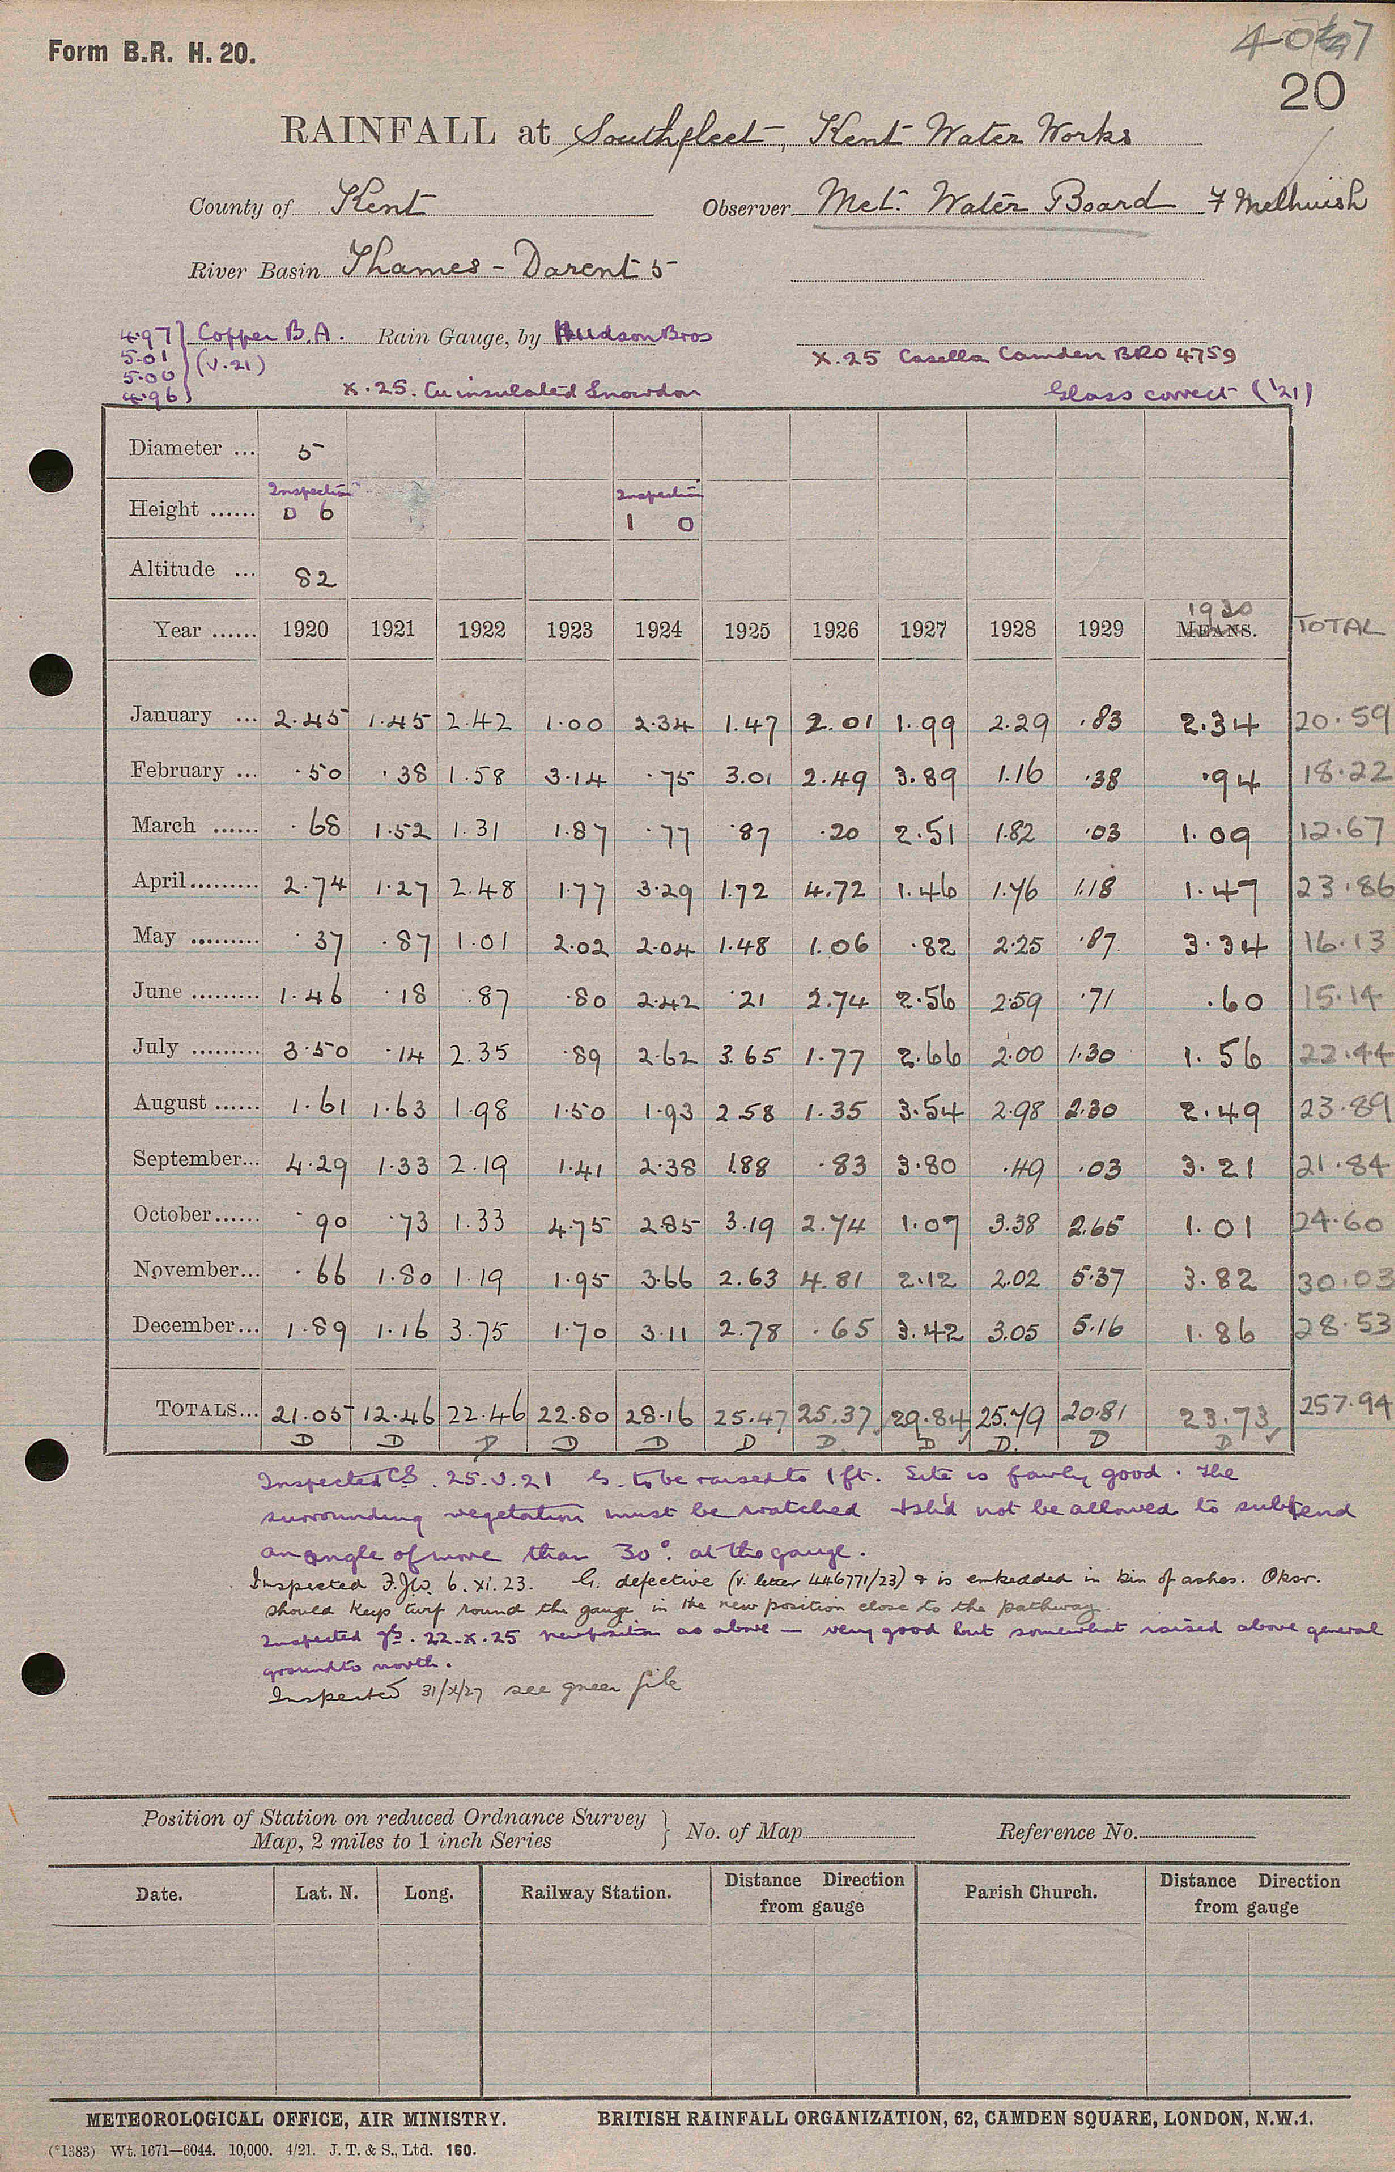 Form B.R. H. 20.
20
RAINFALL at Southfleet, Kent Water Works
County of Kent Observer Met. Water Board F Melhuish
River Basin Thames - Darent 5
4.97 Copper B.A. Rain Gauge, by Hudson Bros
5.01 (V.21)
5.00
4.96
X.25 Casella Camden BRO 4759
X.25. Cu insulated Snowdon Glass correct ('21)
Diameter ... 5
Inspection Inspection
Height ...... 0 6 1 0
Altitude ... 82
Year ...... 1920 1921 1922 1923 1924 1925 1926 1927 1928 1929 1930 MEANS. TOTAL
January ... 2.45 1.45 2.42 1.00 2.34 1.47 2.01 1.99 2.29 .83 2.34 20.59
February ... .50 .38 1.58 3.14 .75 3.01 2.49 3.89 1.16 .38 .94 18.22
March ...... .68 1.52 1.31 1.87 .77 .87 .20 2.51 1.82 .03 1.09 12.67
April......... 2.74 1.27 2.48 1.77 3.29 1.72 4.72 1.46 1.76 1.18 1.47 23.86
May ......... .37 .87 1.01 2.02 2.04 1.48 1.06 .82 2.25 .87 3.34 16.13
June ......... 1.46 .18 .87 .80 2.42 .21 2.74 2.56 2.59 .71 .60 15.14
July ......... 3.50 .14 2.35 .89 2.62 3.65 1.77 2.66 2.00 1.30 1.56 22.44
August ...... 1.61 1.63 1.98 1.50 1.93 2.58 1.35 3.54 2.98 2.30 2.49 23.89
September... 4.29 1.33 2.19 1.41 2.38 1.88 .83 3.80 .49 .03 3.21 21.84
October...... .90 .73 1.33 4.75 2.85 3.19 2.74 1.07 3.38 2.65 1.01 24.60
November... .66 1.80 1.19 1.95 3.66 2.63 4.81 2.12 2.02 5.37 3.82 30.03
December... 1.89 1.16 3.75 1.70 3.11 2.78 .65 3.42 3.05 5.16 1.86 28.53
TOTALS... 21.05 12.46 22.46 22.80 28.16 25.47 25.37 29.84 25.79 20.81 23.73 257.94
D D D D D D D. D D. D D
Inspected CS. 25.V.21 G. to be raised to 1 ft. Site is fairly good. The
surrounding vegetation must be watched & shd not be allowed to subtend
an angle of more than 30° at the gauge.
Inspected F.J.W. 6.xi.23. G. defective (v. letter 446771/23) & is embedded in bin of ashes. Obsr.
should keep turf round the gauge in the new position close to the pathway.
Inspected 22.X.25 new position as above — very good but somewhat raised above general
ground to north.
Inspected 31/X/27 see green file
Position of Station on reduced Ordnance Survey
Map, 2 miles to 1 inch Series
No. of Map Reference No.
Date. Lat. N. Long. Railway Station. Distance Direction from gauge Parish Church. Distance Direction from gauge
METEOROLOGICAL OFFICE, AIR MINISTRY. BRITISH RAINFALL ORGANIZATION, 62, CAMDEN SQUARE, LONDON, N.W.1.
(*1383) Wt. 1671—6044. 10,000. 4/21. J. T. & S., Ltd. 160.